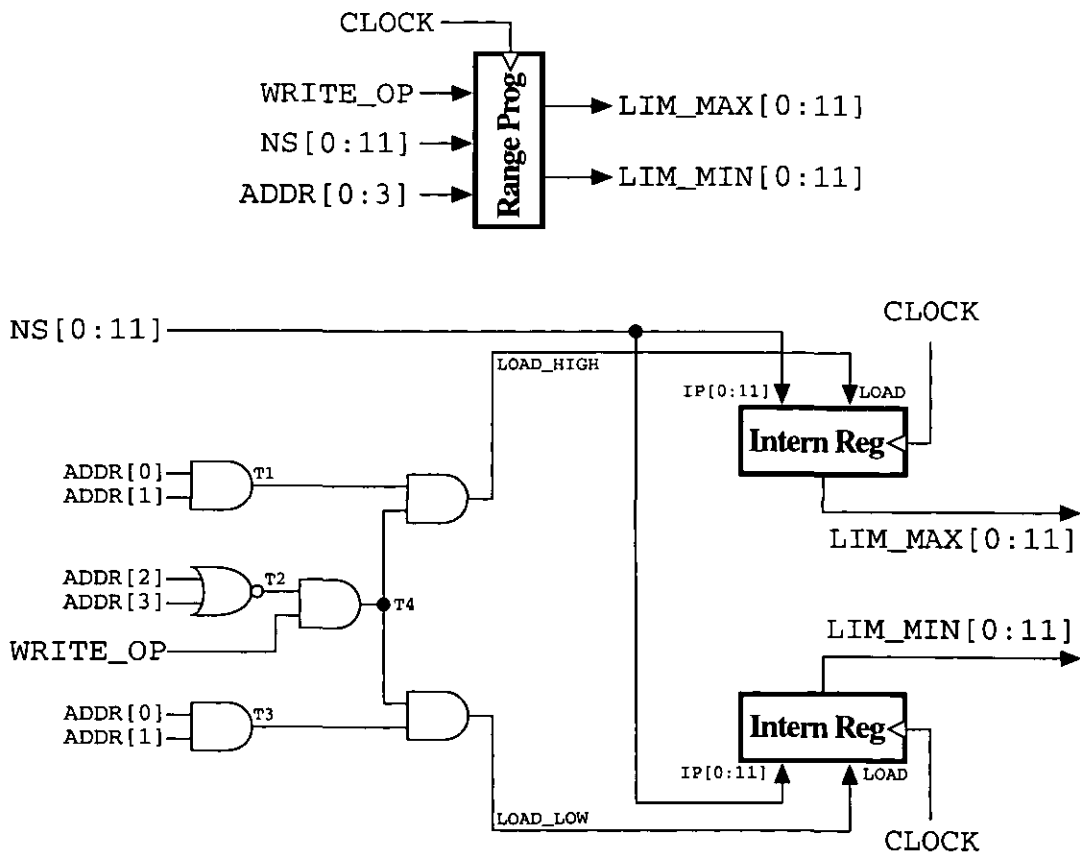 CLOCK
WRITE_OP
NS[0:11]
ADDR[0:3]
Range Prog
LIM_MAX[0:11]
LIM_MIN[0:11]
NS[0:11]
CLOCK
LOAD_HIGH
IP[0:11]
LOAD
Intern Reg
ADDR[0]
ADDR[1]
T1
LIM_MAX[0:11]
ADDR[2]
ADDR[3]
T2
T4
WRITE_OP
LIM_MIN[0:11]
ADDR[0]
ADDR[1]
T3
Intern Reg
IP[0:11]
LOAD
LOAD_LOW
CLOCK